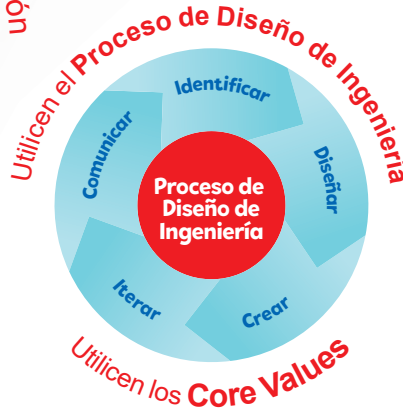 ón
Utilicen el Proceso de Diseño de Ingeniería
Identificar
Diseñar
Crear
Iterar
Comunicar
Proceso de
Diseño de
Ingeniería
Utilicen los Core Values